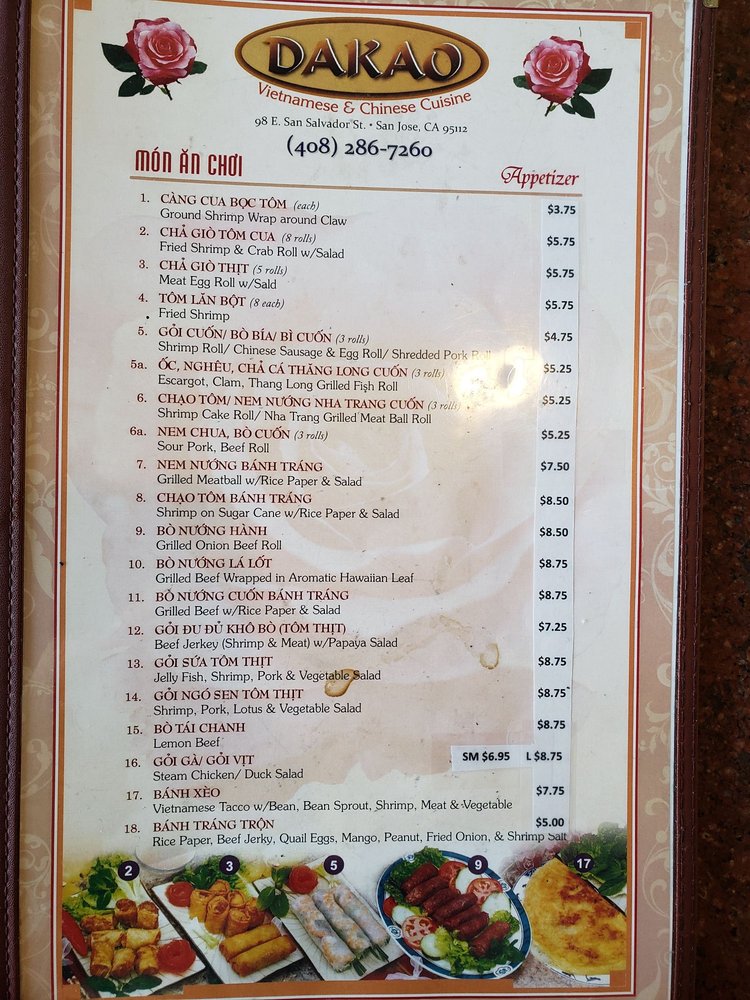 DAKAO
Vietnamese & Chinese Cuisine
98 E. San Salvador St. • San Jose, CA 95112
(408) 286-7260
MÓN ĂN CHƠI
Appetizer
1. CÀNG CUA BỌC TÔM (each) $3.75
Ground Shrimp Wrap around Claw
2. CHẢ GIÒ TÔM CUA (8 rolls) $5.75
Fried Shrimp & Crab Roll w/Salad
3. CHẢ GIÒ THỊT (5 rolls) $5.75
Meat Egg Roll w/Sald
4. TÔM LĂN BỘT (8 each) $5.75
Fried Shrimp
5. GỎI CUỐN/ BÒ BÍA/ BÌ CUỐN (3 rolls) $4.75
Shrimp Roll/ Chinese Sausage & Egg Roll/ Shredded Pork Roll
5a. ỐC, NGHÊU, CHẢ CÁ THĂNG LONG CUỐN (3 rolls) $5.25
Escargot, Clam, Thang Long Grilled Fish Roll
6. CHẠO TÔM/ NEM NƯỚNG NHA TRANG CUỐN (3 rolls) $5.25
Shrimp Cake Roll/ Nha Trang Grilled Meat Ball Roll
6a. NEM CHUA, BÒ CUỐN (3 rolls) $5.25
Sour Pork, Beef Roll
7. NEM NƯỚNG BÁNH TRÁNG $7.50
Grilled Meatball w/Rice Paper & Salad
8. CHẠO TÔM BÁNH TRÁNG $8.50
Shrimp on Sugar Cane w/Rice Paper & Salad
9. BÒ NƯỚNG HÀNH $8.50
Grilled Onion Beef Roll
10. BÒ NƯỚNG LÁ LỐT $8.75
Grilled Beef Wrapped in Aromatic Hawaiian Leaf
11. BÒ NƯỚNG CUỐN BÁNH TRÁNG $8.75
Grilled Beef w/Rice Paper & Salad
12. GỎI ĐU ĐỦ KHÔ BÒ (TÔM THỊT) $7.25
Beef Jerkey (Shrimp & Meat) w/Papaya Salad
13. GỎI SỨA TÔM THỊT $8.75
Jelly Fish, Shrimp, Pork & Vegetable Salad
14. GỎI NGÓ SEN TÔM THỊT $8.75
Shrimp, Pork, Lotus & Vegetable Salad
15. BÒ TÁI CHANH $8.75
Lemon Beef
16. GỎI GÀ/ GỎI VỊT SM $6.95 L $8.75
Steam Chicken/ Duck Salad
17. BÁNH XÈO $7.75
Vietnamese Tacco w/Bean, Bean Sprout, Shrimp, Meat & Vegetable
18. BÁNH TRÁNG TRỘN $5.00
Rice Paper, Beef Jerky, Quail Eggs, Mango, Peanut, Fried Onion, & Shrimp Salt
2 3 5 9 17